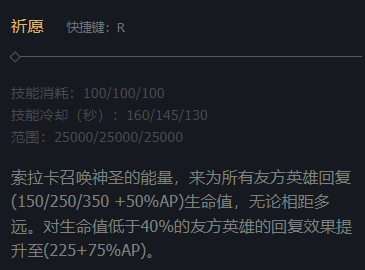 祈愿 快捷键：R
技能消耗：100/100/100
技能冷却（秒）：160/145/130
范围：25000/25000/25000
索拉卡召唤神圣的能量，来为所有友方英雄回复
(150/250/350 +50%AP)生命值，无论相距多
远。对生命值低于40%的友方英雄的回复效果提
升至(225+75%AP)。